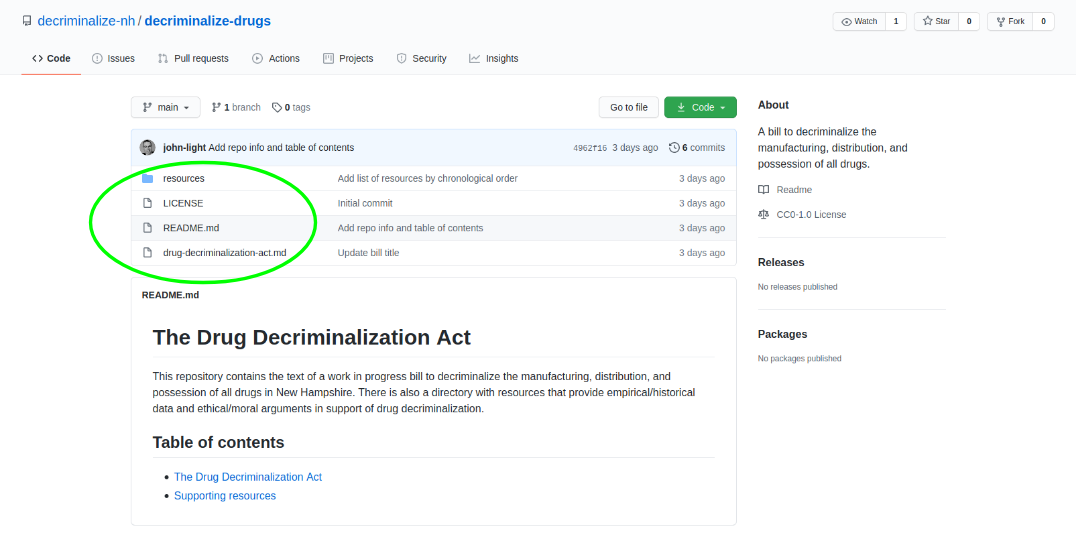 decriminalize-nh / decriminalize-drugs
Watch 1 Star 0 Fork 0
Code Issues Pull requests Actions Projects Security Insights
main 1 branch 0 tags Go to file Code
john-light Add repo info and table of contents 4962f16 3 days ago 6 commits
resources Add list of resources by chronological order 3 days ago
LICENSE Initial commit 3 days ago
README.md Add repo info and table of contents 3 days ago
drug-decriminalization-act.md Update bill title 3 days ago
README.md
The Drug Decriminalization Act
This repository contains the text of a work in progress bill to decriminalize the manufacturing, distribution, and
possession of all drugs in New Hampshire. There is also a directory with resources that provide empirical/historical
data and ethical/moral arguments in support of drug decriminalization.
Table of contents
The Drug Decriminalization Act
Supporting resources
About
A bill to decriminalize the
manufacturing, distribution, and
possession of all drugs.
Readme
CC0-1.0 License
Releases
No releases published
Packages
No packages published